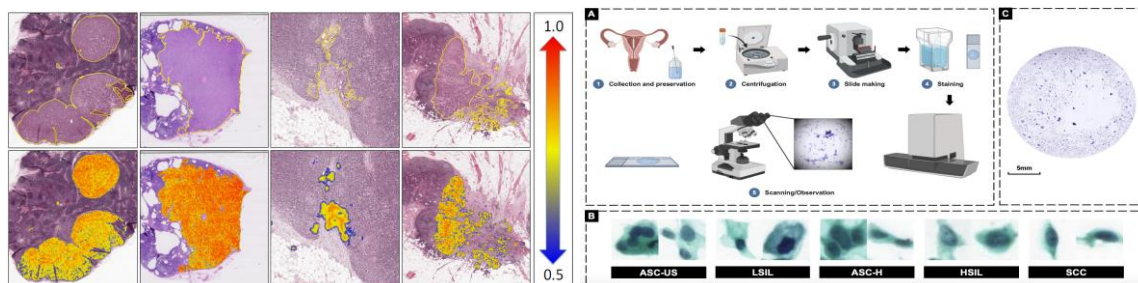 1.0
0.5
A
1 Collection and preservation
2 Centrifugation
3 Slide making
4 Staining
5 Scanning/Observation
C
5mm
B
ASC-US
LSIL
ASC-H
HSIL
SCC